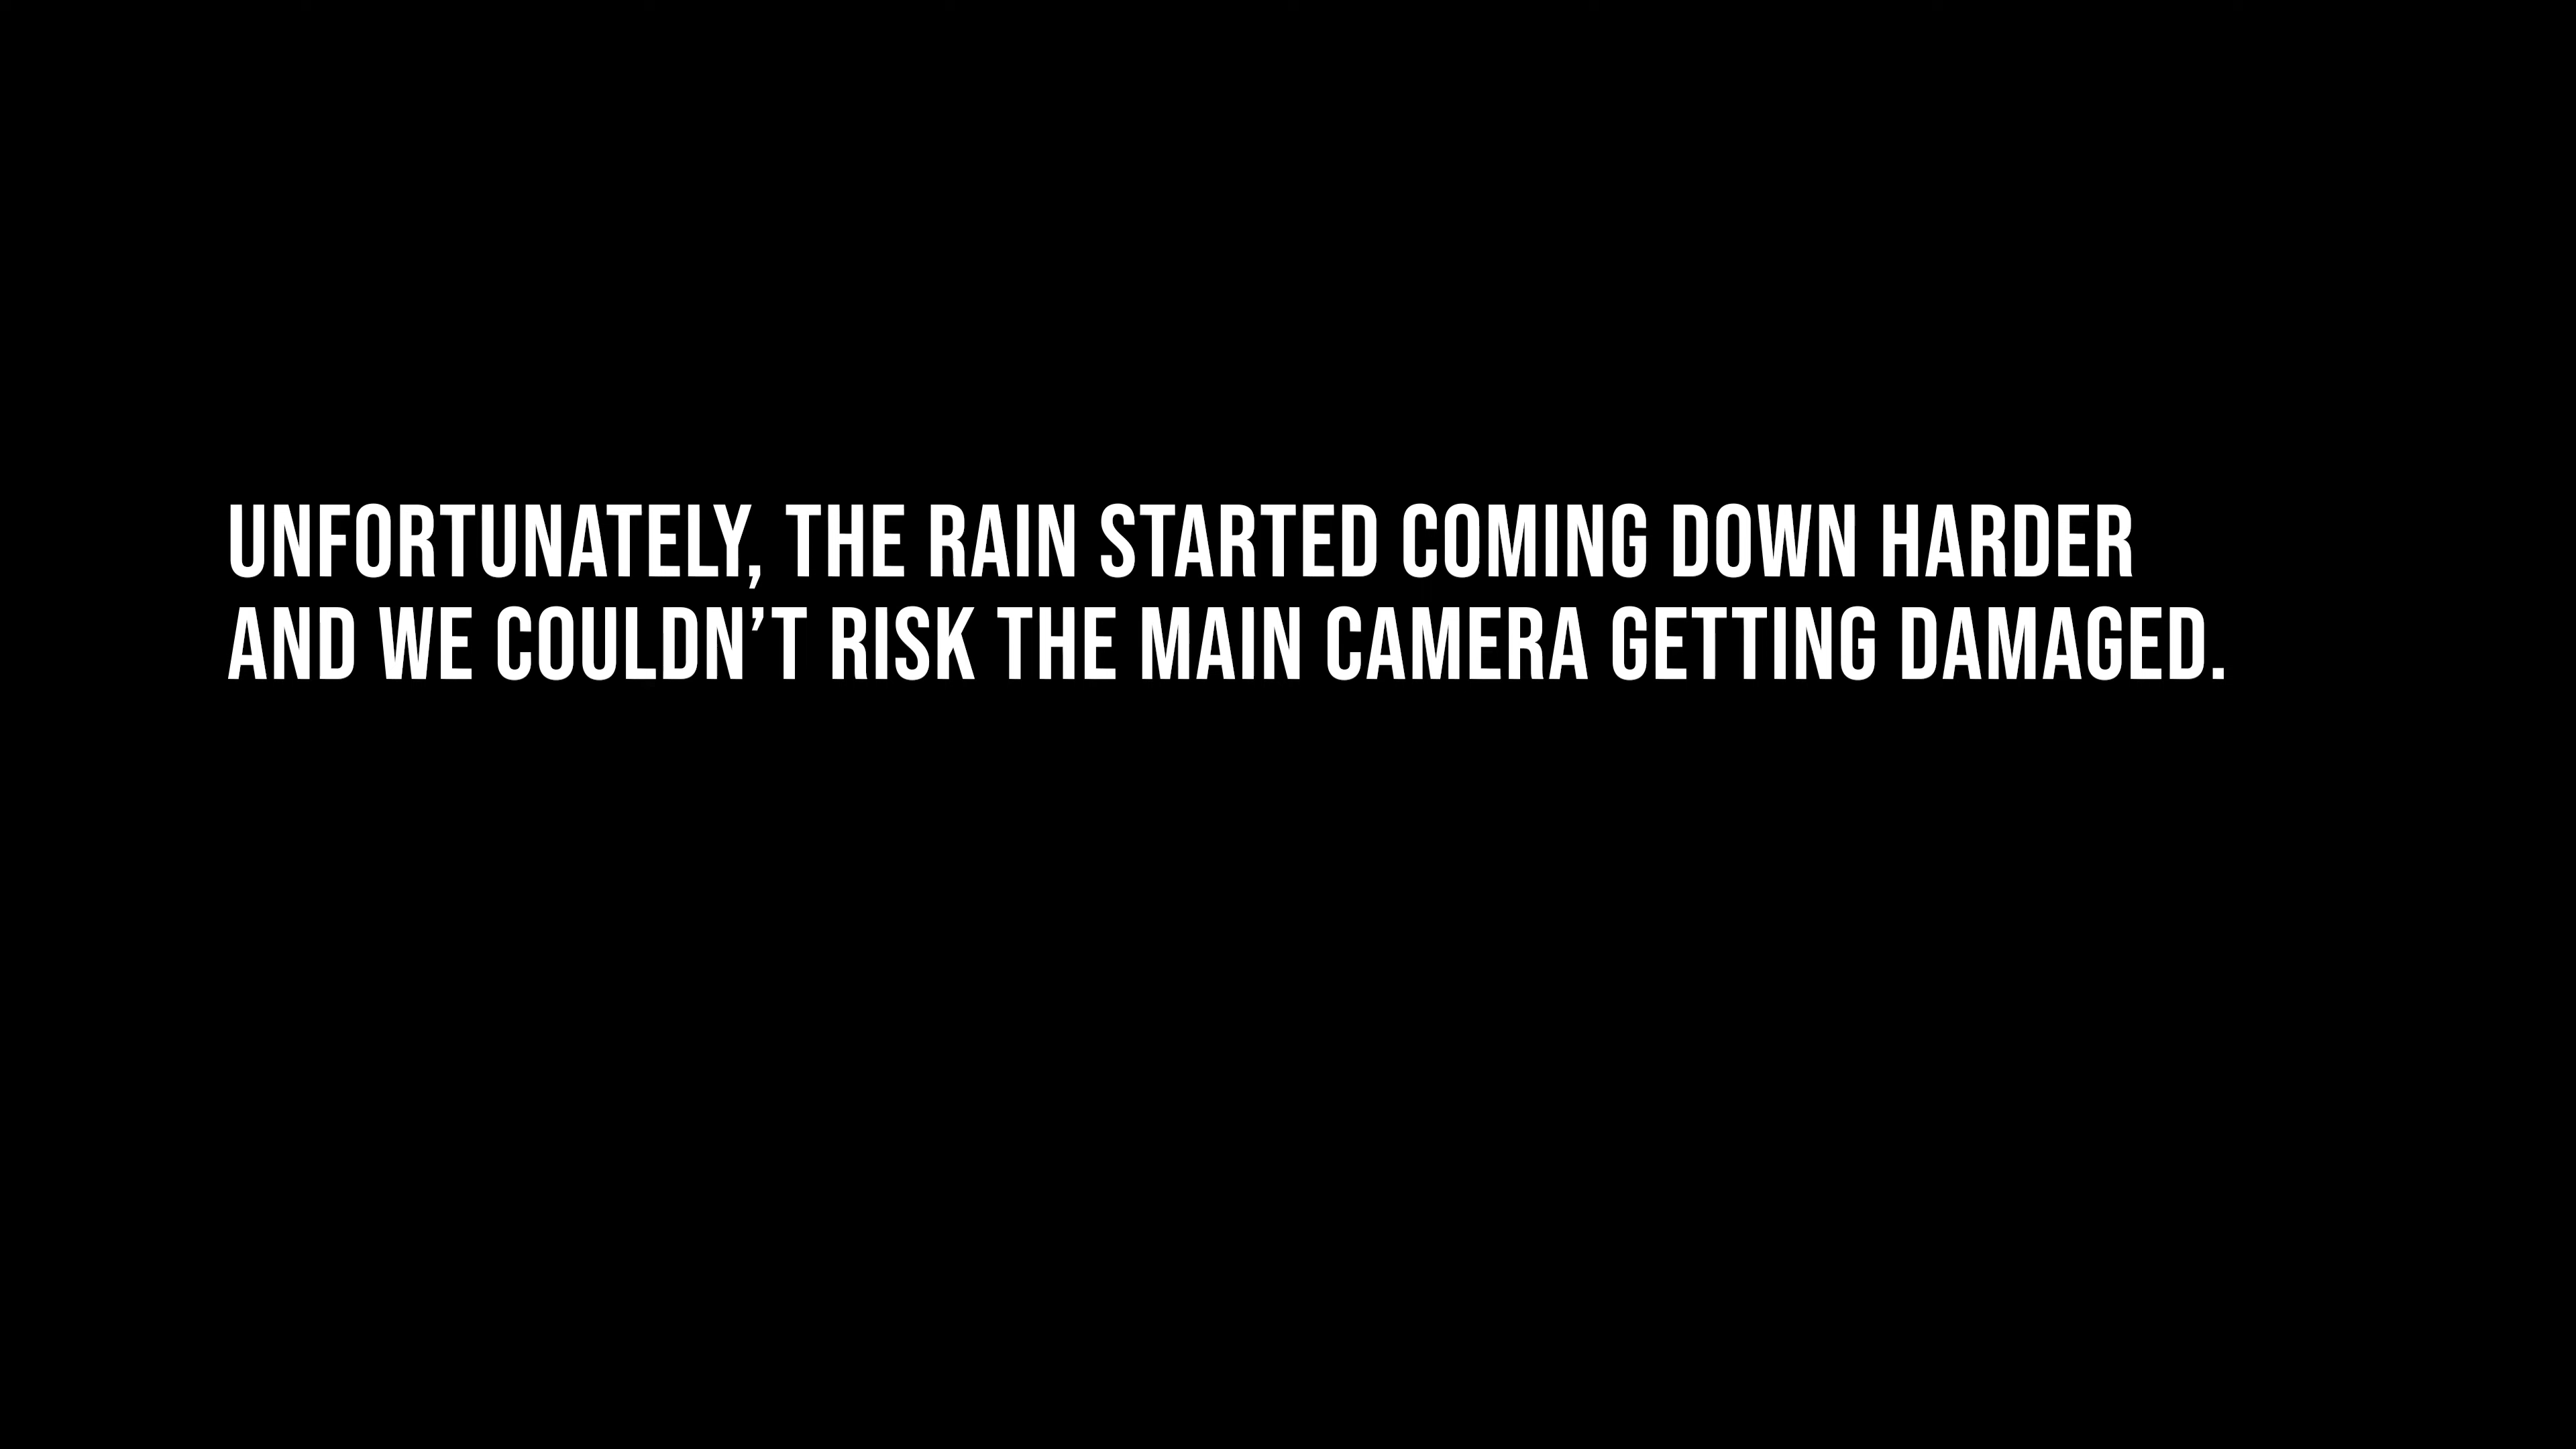 UNFORTUNATELY, THE RAIN STARTED COMING DOWN HARDER
AND WE COULDN’T RISK THE MAIN CAMERA GETTING DAMAGED.